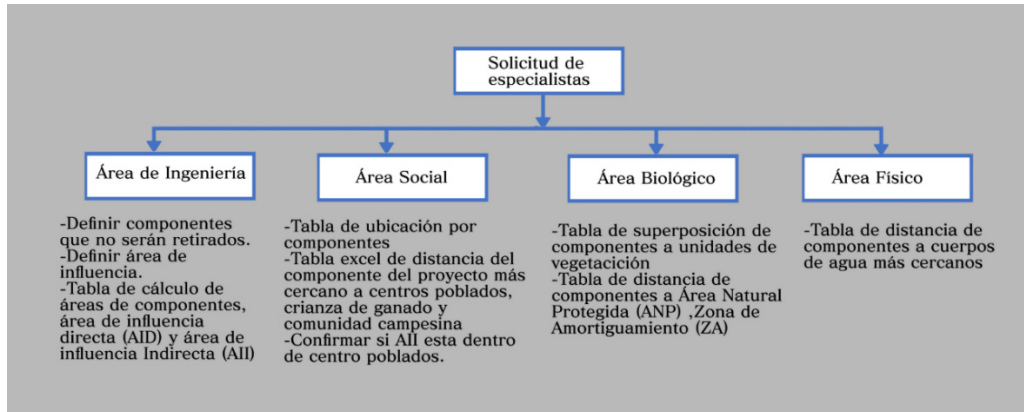 Solicitud de
especialistas
Área de Ingeniería
-Definir componentes
que no serán retirados.
-Definir área de
influencia.
-Tabla de cálculo de
áreas de componentes,
área de influencia
directa (AID) y área de
influencia Indirecta (AII)
Área Social
-Tabla de ubicación por
componentes
-Tabla excel de distancia del
componente del proyecto más
cercano a centros poblados,
crianza de ganado y
comunidad campesina
-Confirmar si AII esta dentro
de centro poblados.
Área Biológico
-Tabla de superposición de
componentes a unidades de
vegetacición
-Tabla de distancia de
componentes a Área Natural
Protegida (ANP) ,Zona de
Amortiguamiento (ZA)
Área Físico
-Tabla de distancia de
componentes a cuerpos
de agua más cercanos